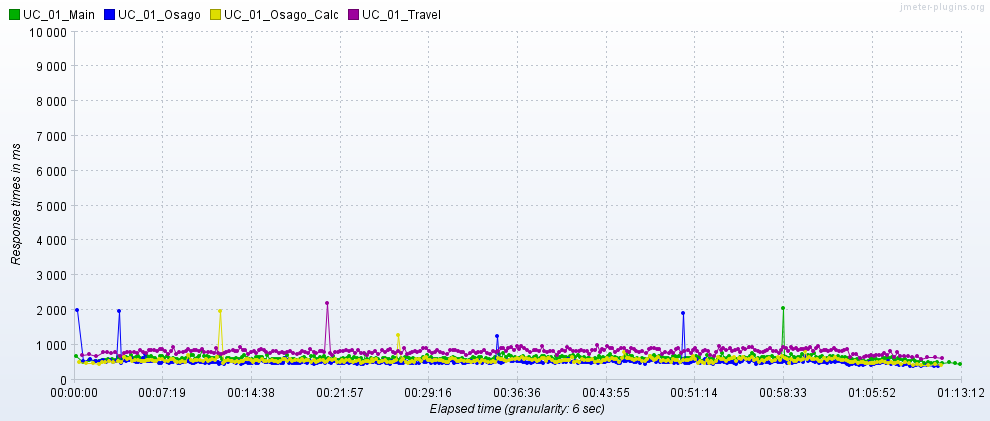 UC_01_Main UC_01_Osago UC_01_Osago_Calc UC_01_Travel
jmeter-plugins.org
10 000
9 000
8 000
7 000
6 000
5 000
4 000
3 000
2 000
1 000
0
Response times in ms
00:00:00 00:07:19 00:14:38 00:21:57 00:29:16 00:36:36 00:43:55 00:51:14 00:58:33 01:05:52 01:13:12
Elapsed time (granularity: 6 sec)